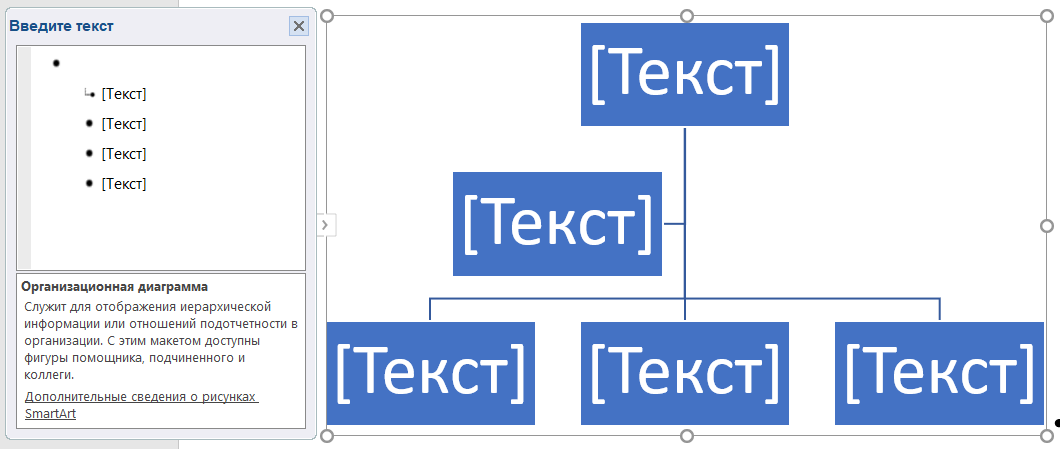 Введите текст
[Текст]
[Текст]
[Текст]
[Текст]
Организационная диаграмма
Служит для отображения иерархической
информации или отношений подотчетности в
организации. С этим макетом доступны
фигуры помощника, подчиненного и
коллеги.
Дополнительные сведения о рисунках
SmartArt
[Текст]
[Текст]
[Текст] [Текст] [Текст]